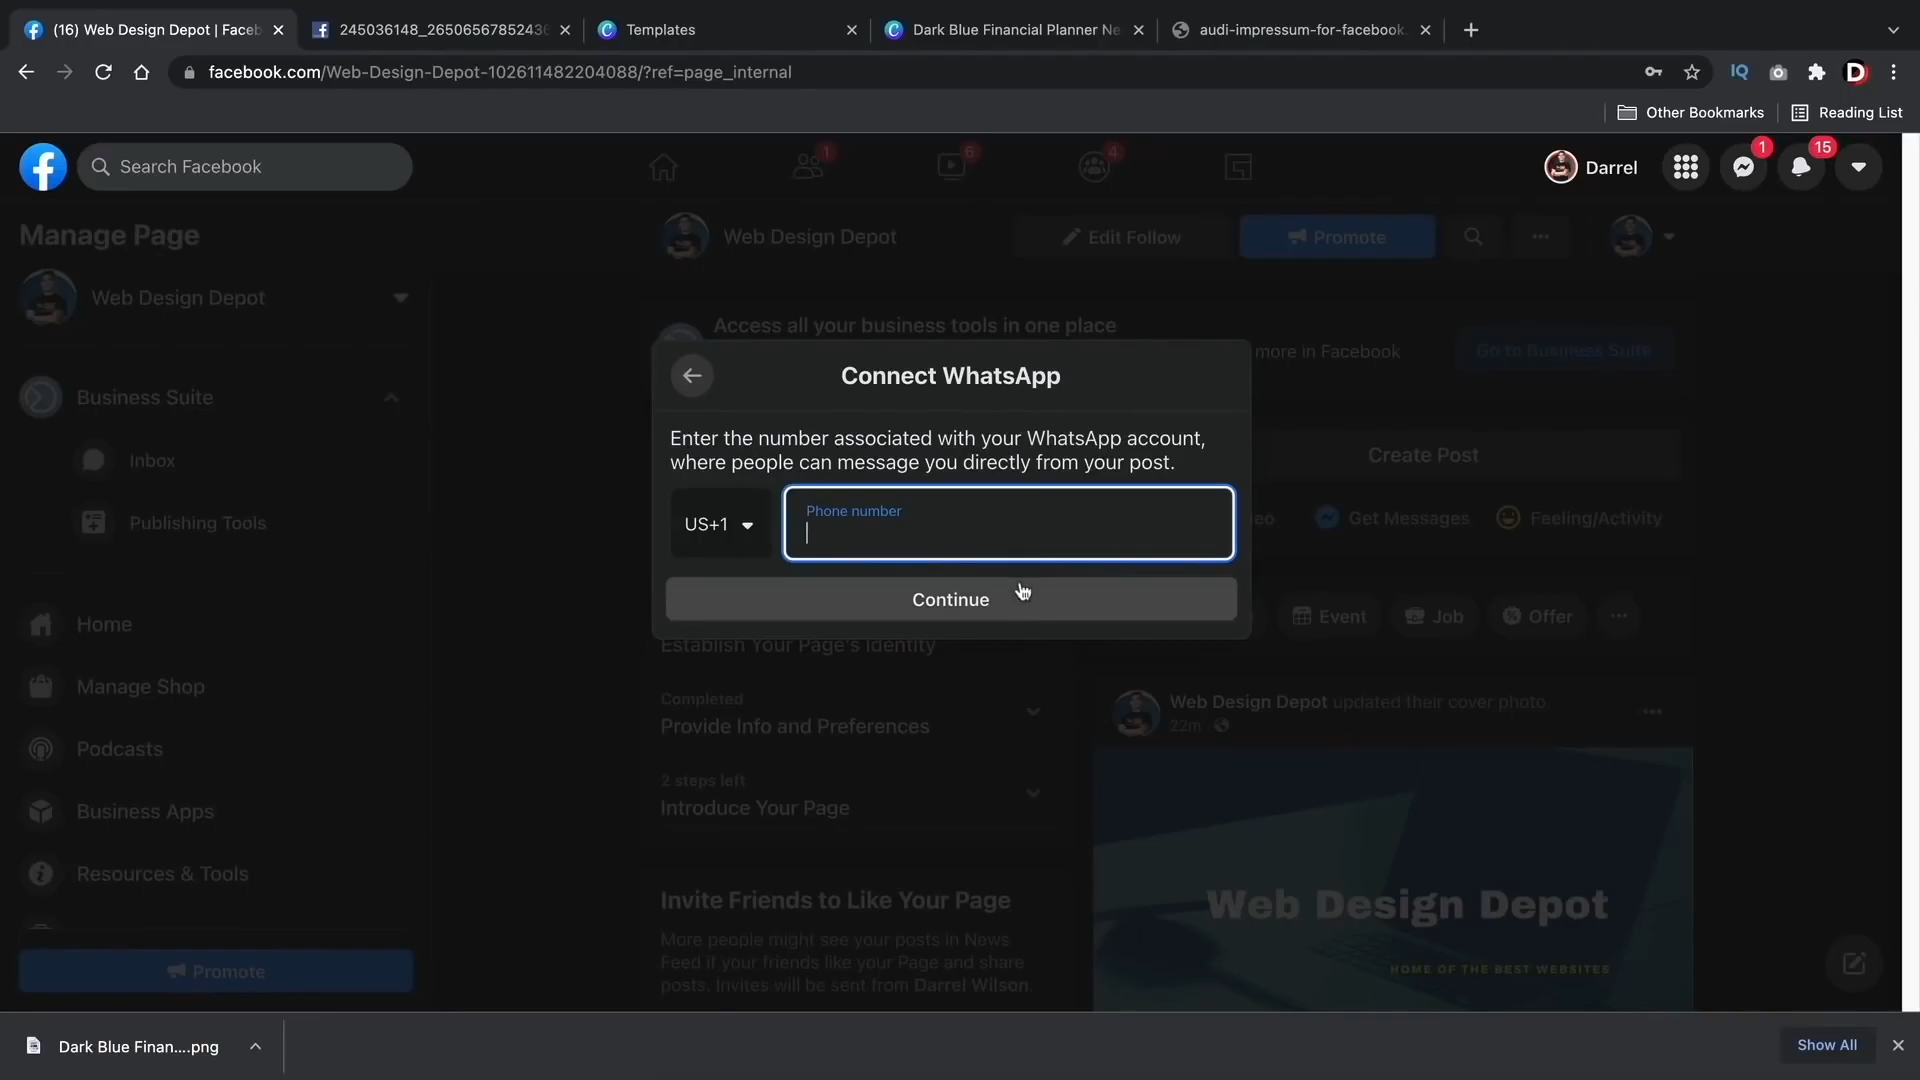 (16) Web Design Depot | Faceb
245036148_2650656785243
Templates
Dark Blue Financial Planner Ne
audi-impressum-for-facebook.
facebook.com/Web-Design-Depot-102611482204088/?ref=page_internal
IQ
D
Other Bookmarks
Reading List
Search Facebook
1
6
4
Darrel
1
15
Manage Page
Web Design Depot
Edit Follow
Promote
Web Design Depot
Access all your business tools in one place
more in Facebook
Go to Business Suite
Connect WhatsApp
Business Suite
Enter the number associated with your WhatsApp account,
where people can message you directly from your post.
Create Post
Inbox
US+1
Phone number
eo
Get Messages
Feeling/Activity
Publishing Tools
Continue
Event
Job
Offer
Home
Establish Your Page's Identity
Manage Shop
Completed
Provide Info and Preferences
Web Design Depot updated their cover photo.
22m
Podcasts
2 steps left
Introduce Your Page
Business Apps
Resources & Tools
Invite Friends to Like Your Page
More people might see your posts in News
Feed if your friends like your Page and share
posts. Invites will be sent from Darrel Wilson.
Web Design Depot
HOME OF THE BEST WEBSITES
Promote
Dark Blue Finan....png
Show All